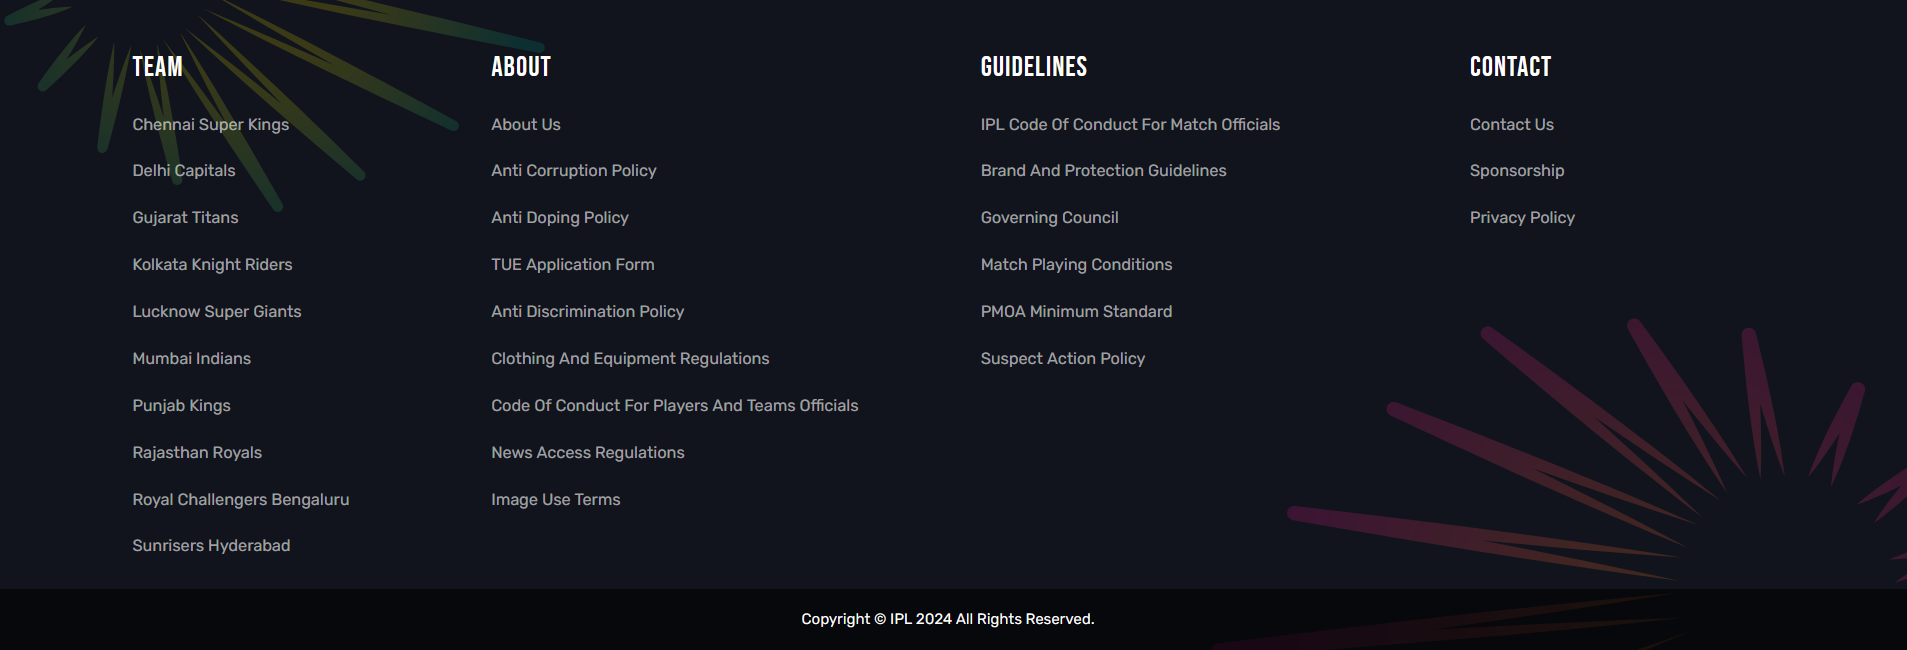 TEAM
Chennai Super Kings
Delhi Capitals
Gujarat Titans
Kolkata Knight Riders
Lucknow Super Giants
Mumbai Indians
Punjab Kings
Rajasthan Royals
Royal Challengers Bengaluru
Sunrisers Hyderabad
ABOUT
About Us
Anti Corruption Policy
Anti Doping Policy
TUE Application Form
Anti Discrimination Policy
Clothing And Equipment Regulations
Code Of Conduct For Players And Teams Officials
News Access Regulations
Image Use Terms
GUIDELINES
IPL Code Of Conduct For Match Officials
Brand And Protection Guidelines
Governing Council
Match Playing Conditions
PMOA Minimum Standard
Suspect Action Policy
CONTACT
Contact Us
Sponsorship
Privacy Policy
Copyright © IPL 2024 All Rights Reserved.